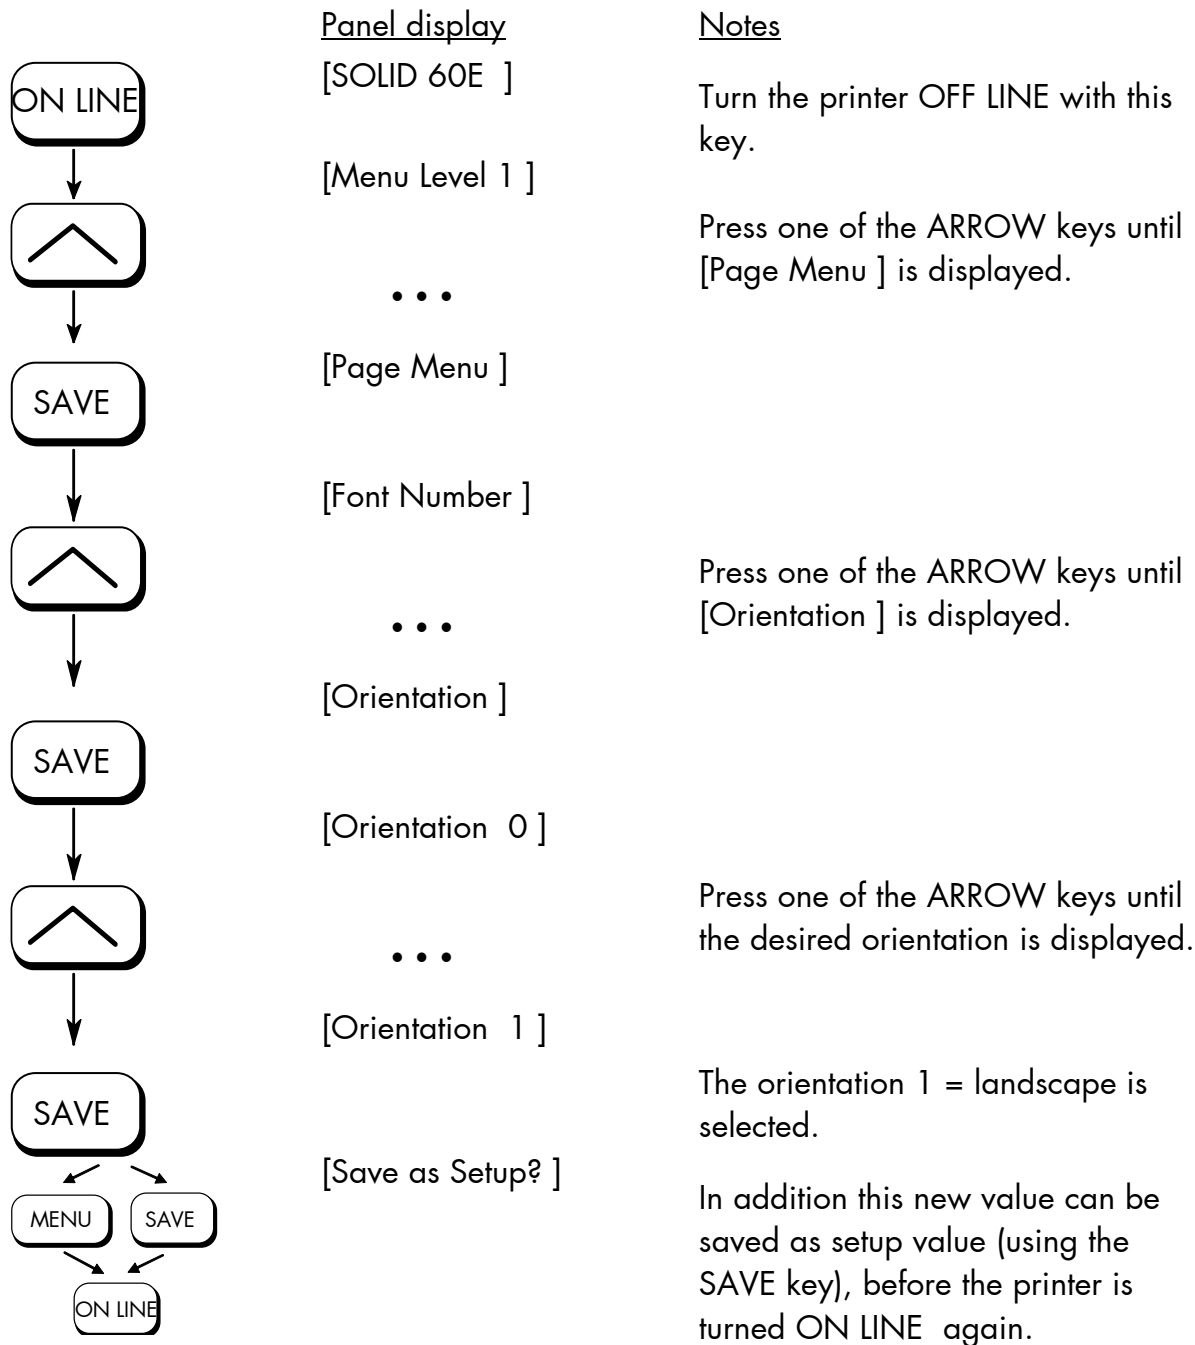 Panel display
Notes
ON LINE
[SOLID 60E  ]
Turn the printer OFF LINE with this
key.
[Menu Level 1 ]
Press one of the ARROW keys until
[Page Menu ] is displayed.
...
SAVE
[Page Menu ]
[Font Number ]
Press one of the ARROW keys until
[Orientation ] is displayed.
...
[Orientation ]
SAVE
[Orientation  0 ]
Press one of the ARROW keys until
the desired orientation is displayed.
...
[Orientation  1 ]
SAVE
The orientation 1 = landscape is
selected.
[Save as Setup? ]
MENU
SAVE
In addition this new value can be
saved as setup value (using the
SAVE key), before the printer is
turned ON LINE  again.
ON LINE